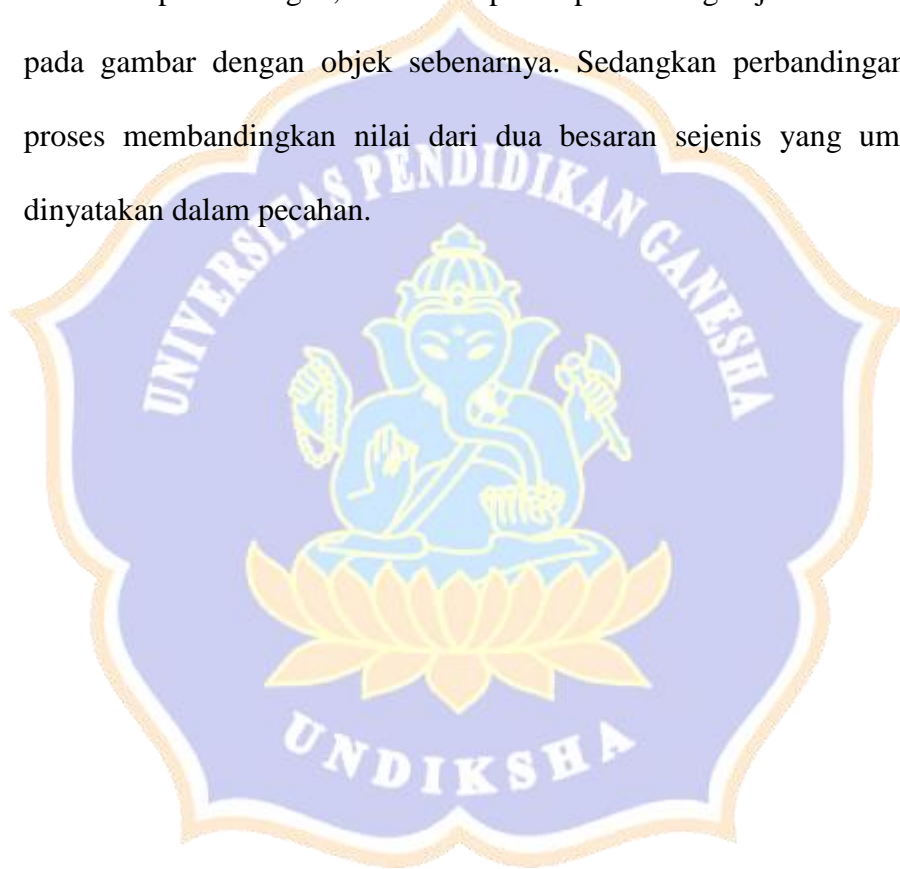 pada gambar dengan objek sebenarnya. Sedangkan perbandingan
proses membandingkan nilai dari dua besaran sejenis yang um
dinyatakan dalam pecahan.
UNIVERSITAS PENDIDIKAN GANESHA
UNDIKSHA